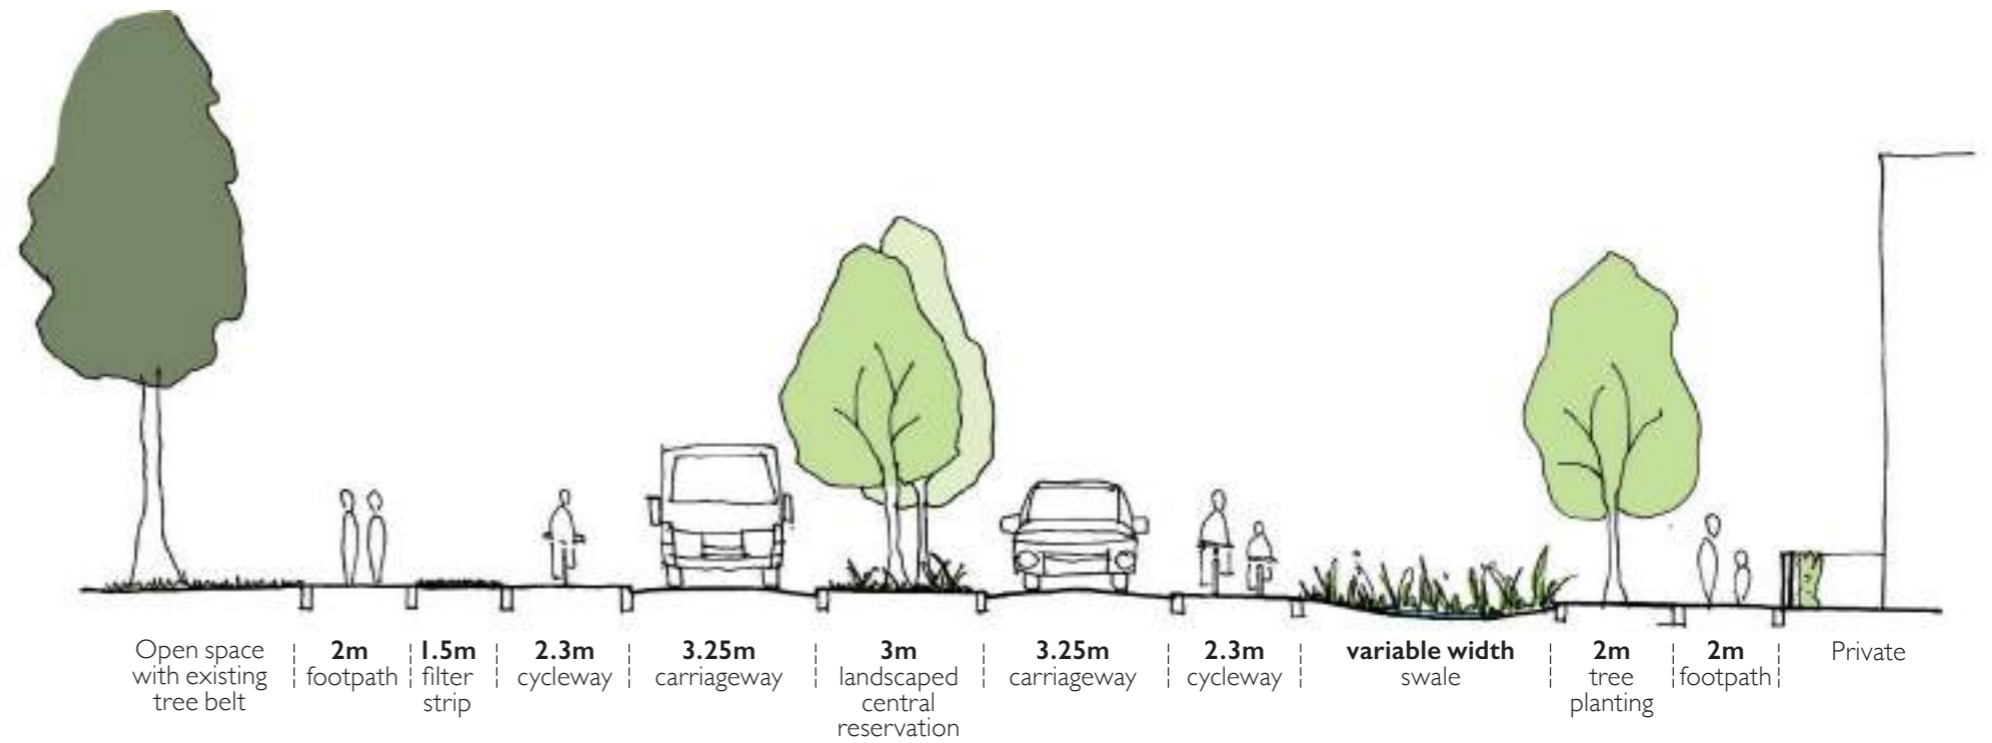 Open space
with existing
tree belt
2m
footpath
1.5m
filter
strip
2.3m
cycleway
3.25m
carriageway
3m
landscaped
central
reservation
3.25m
carriageway
2.3m
cycleway
variable width
swale
2m
tree
planting
2m
footpath
Private